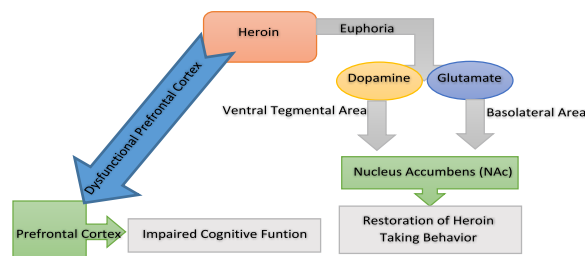 Heroin
Euphoria
Dopamine
Glutamate
Ventral Tegmental Area
Basolateral Area
Dysfunctional Prefrontal Cortex
Nucleus Accumbens (NAc)
Prefrontal Cortex
Impaired Cognitive Funtion
Restoration of Heroin
Taking Behavior